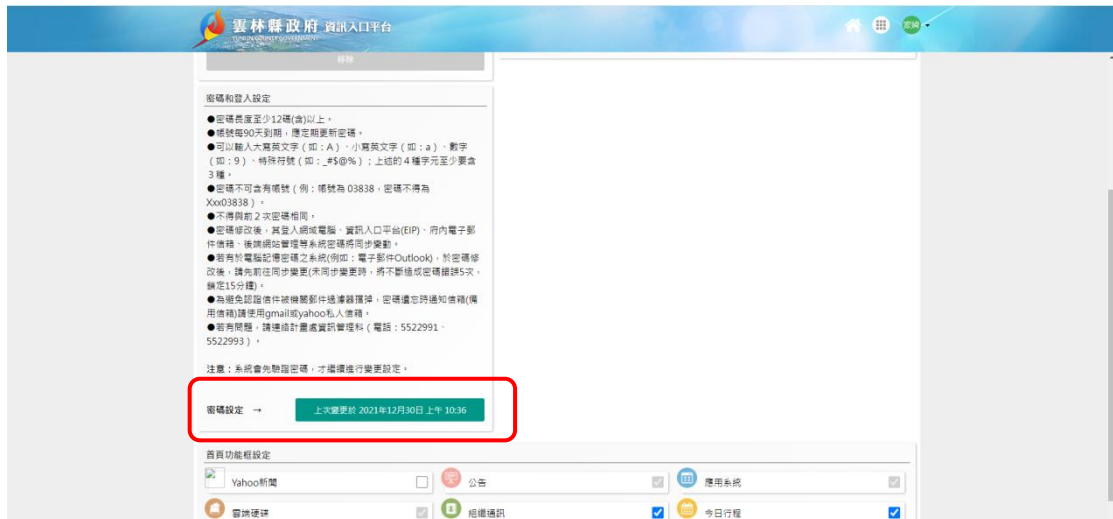 雲林縣政府 資訊入口平台
YUNLIN COUNTY GOVERNMENT
移除
密碼和登入設定
●密碼長度至少12碼(含)以上。
●帳號每90天到期，應定期更新密碼。
●可以輸入大寫英文字（如：A）、小寫英文字（如：a）、數字
（如：9）、特殊符號（如：_#$@%）；上述的４種字元至少要含
３種。
●密碼不可含有帳號（例：帳號為 03838，密碼不得為
Xxx03838）。
●不得與前２次密碼相同。
●密碼修改後，其登入網域電腦、資訊入口平台(EIP)、府內電子郵
件信箱、後端網站管理等系統密碼將同步變動。
●若有於電腦記憶密碼之系統(例如：電子郵件Outlook)，於密碼修
改後，請先前往同步變更(未同步變更時，將不斷造成密碼錯誤5次，
鎖定15分鐘)。
●為避免認證信件被機關郵件過濾器攔掉，密碼遺忘時通知信箱(備
用信箱)請使用gmail或yahoo私人信箱。
●若有問題，請連絡計畫處資訊管理科（電話：5522991、
5522993）。
注意：系統會先驗證密碼，才繼續進行變更設定。
密碼設定 → 上次變更於 2021年12月30日 上午 10:36
首頁功能框設定
Yahoo新聞 公告 應用系統
雲端硬碟 組織通訊 今日行程